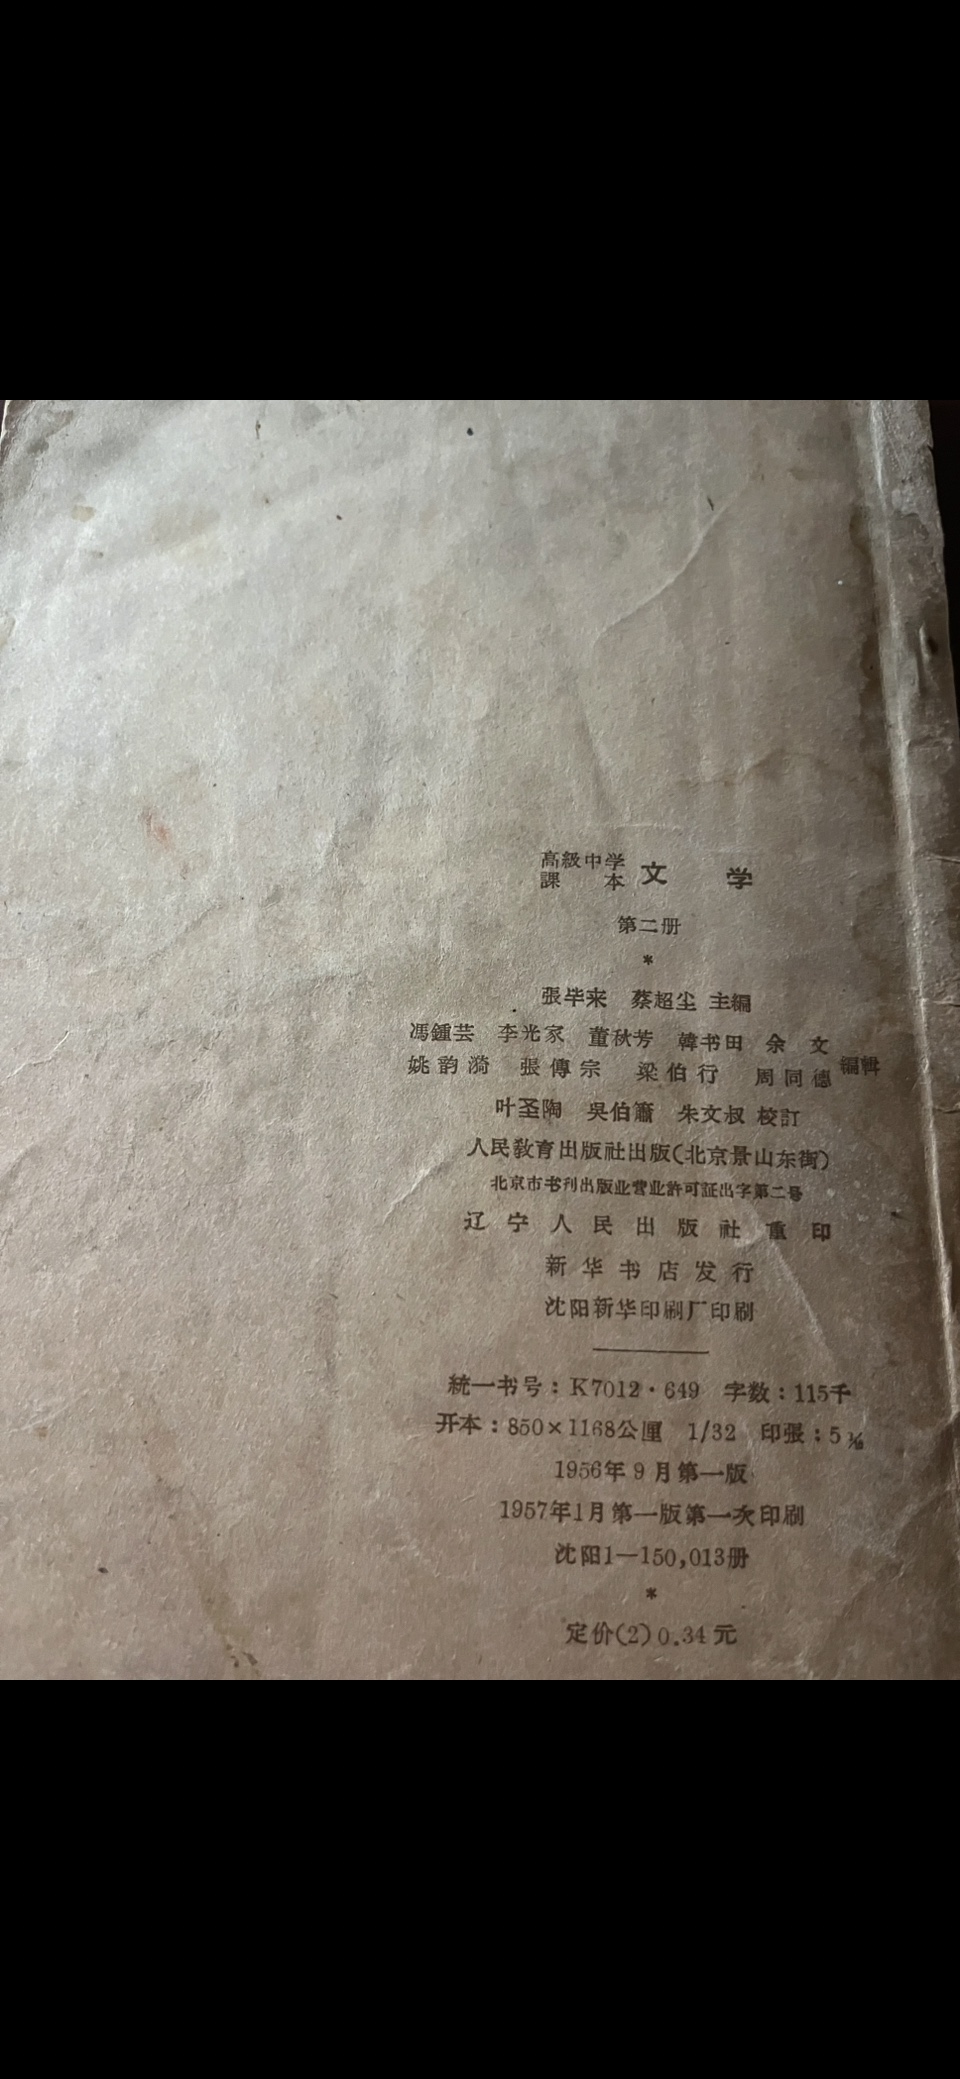 高級中学 文学
課本
第二册
*
張毕来 蔡超尘 主編
馮鍾芸 李光家 董秋芳 韓书田 余文
姚韵漪 張傳宗 梁伯行 周同德 編輯
叶圣陶 吳伯簫 朱文叔 校訂
人民教育出版社出版(北京景山东街)
北京市书刊出版业营业許可証出字第二号
辽宁人民出版社重印
新华书店发行
沈阳新华印刷厂印刷
統一书号：K7012·649 字数：115千
开本：850×1168公厘 1/32 印張：5
1956年9月第一版
1957年1月第一版第一次印刷
沈阳1—150,013册
*
定价(2)0.34元